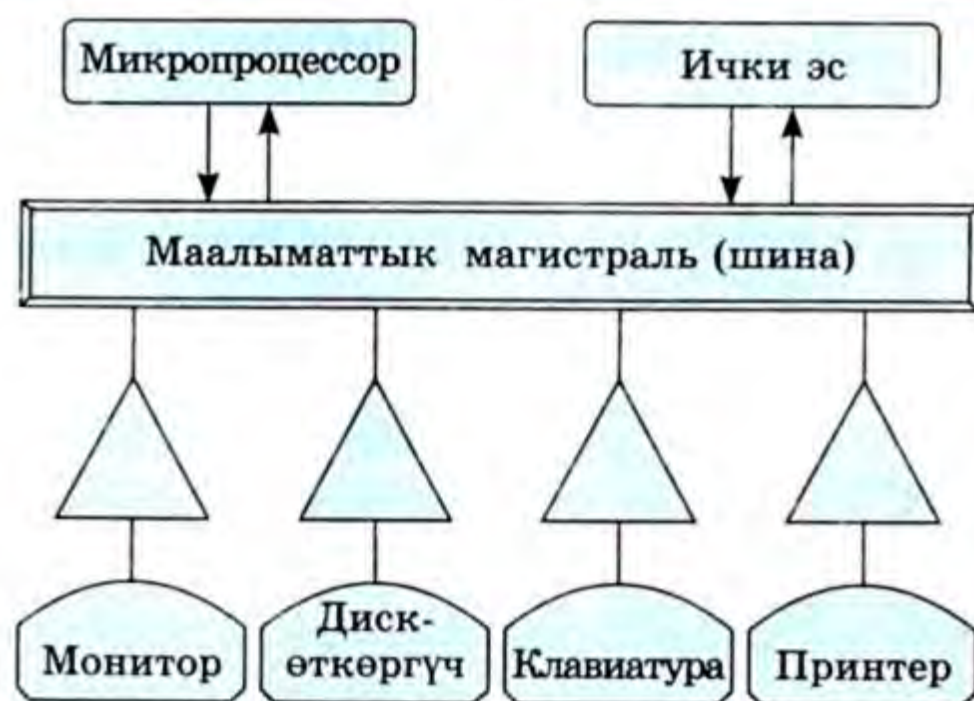 Микропроцессор
Ички эс
Маалыматтык магистраль (шина)
Монитор
Диск-
өткөргүч
Клавиатура
Принтер